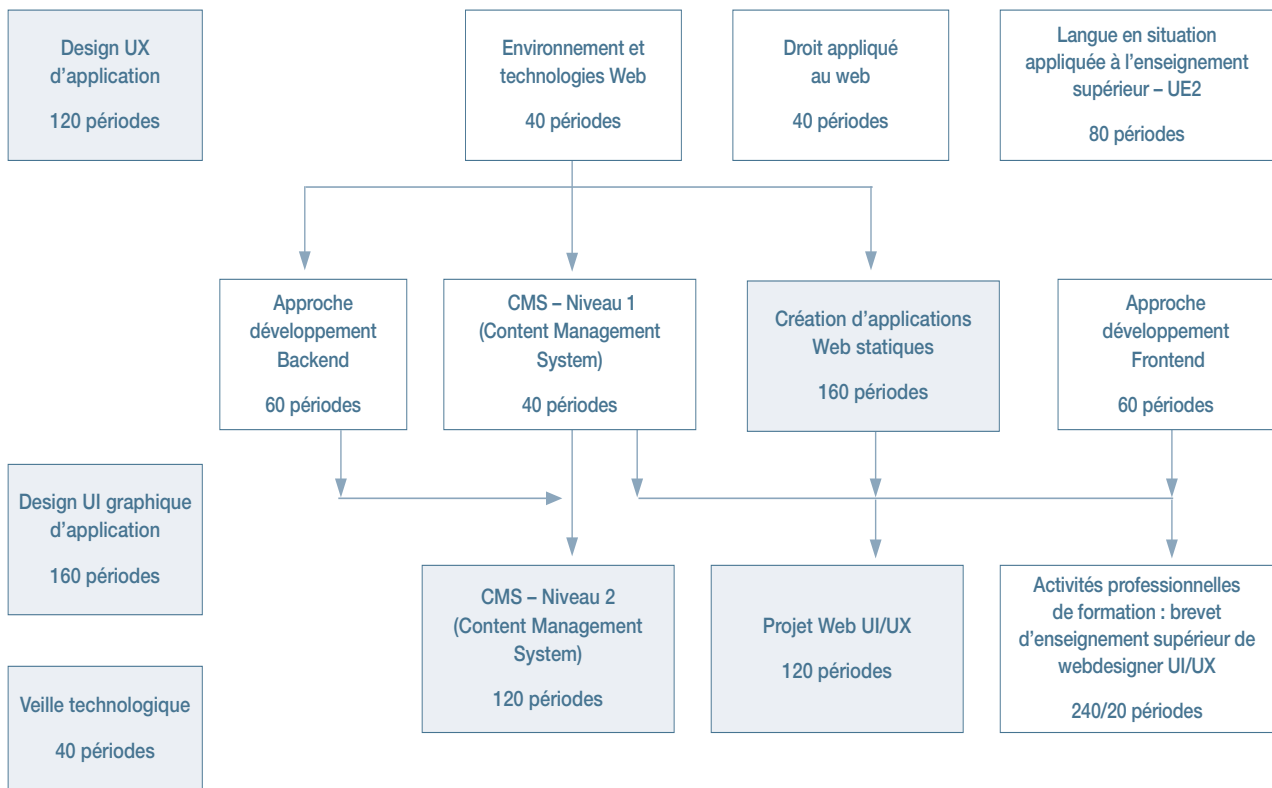 Design UX
d’application
120 périodes
Environnement et
technologies Web
40 périodes
Droit appliqué
au web
40 périodes
Langue en situation
appliquée à l’enseignement
supérieur – UE2
80 périodes
Approche
développement
Backend
60 périodes
CMS – Niveau 1
(Content Management
System)
40 périodes
Création d’applications
Web statiques
160 périodes
Approche
développement
Frontend
60 périodes
Design UI graphique
d’application
160 périodes
CMS – Niveau 2
(Content Management
System)
120 périodes
Projet Web UI/UX
120 périodes
Activités professionnelles
de formation : brevet
d’enseignement supérieur de
webdesigner UI/UX
240/20 périodes
Veille technologique
40 périodes